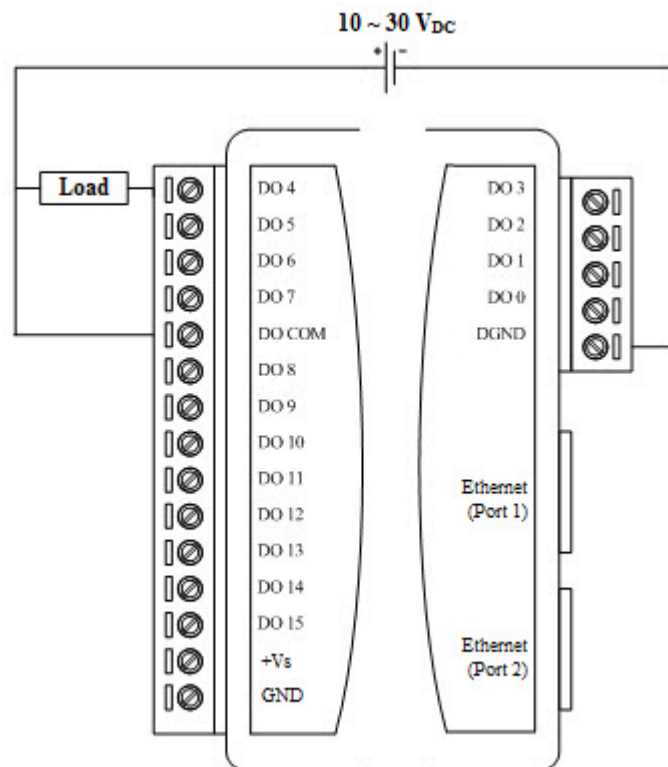 10 ~ 30 VDC
+ -
Load
DO 4
DO 5
DO 6
DO 7
DO COM
DO 8
DO 9
DO 10
DO 11
DO 12
DO 13
DO 14
DO 15
+Vs
GND
DO 3
DO 2
DO 1
DO 0
DGND
Ethernet
(Port 1)
Ethernet
(Port 2)